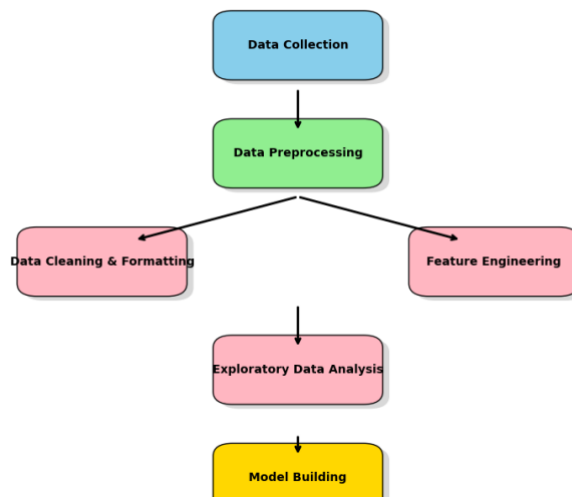 Data Collection
Data Preprocessing
Data Cleaning & Formatting
Feature Engineering
Exploratory Data Analysis
Model Building